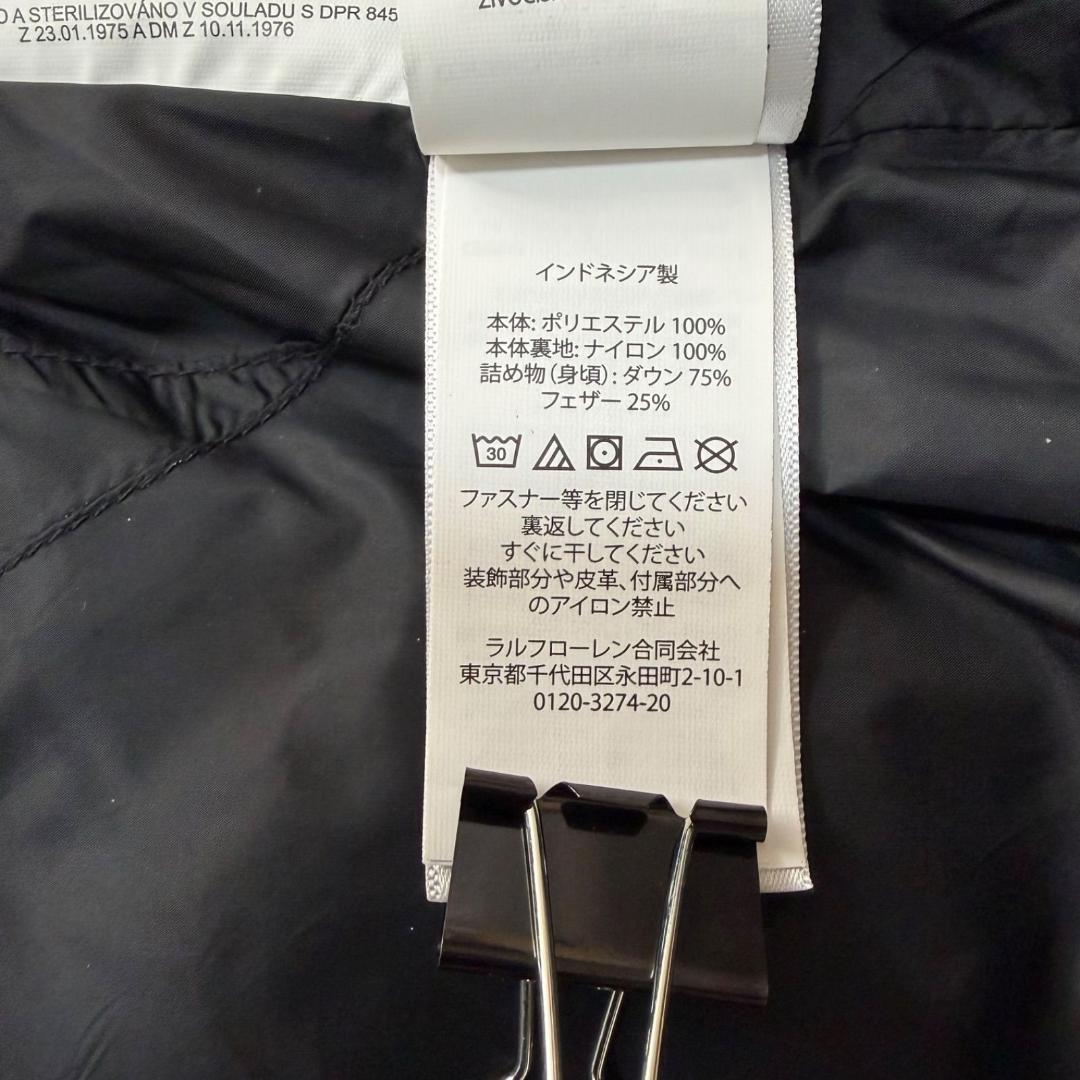 A STERILIZOVÁNO V SOULADU S DPR 845
Z 23.01.1975 A DM Z 10.11.1976
インドネシア製
本体: ポリエステル 100%
本体裏地: ナイロン 100%
詰め物(身頃): ダウン 75%
フェザー 25%
30
ファスナー等を閉じてください
裏返してください
すぐに干してください
装飾部分や皮革、付属部分へ
のアイロン禁止
ラルフローレン合同会社
東京都千代田区永田町2-10-1
0120-3274-20